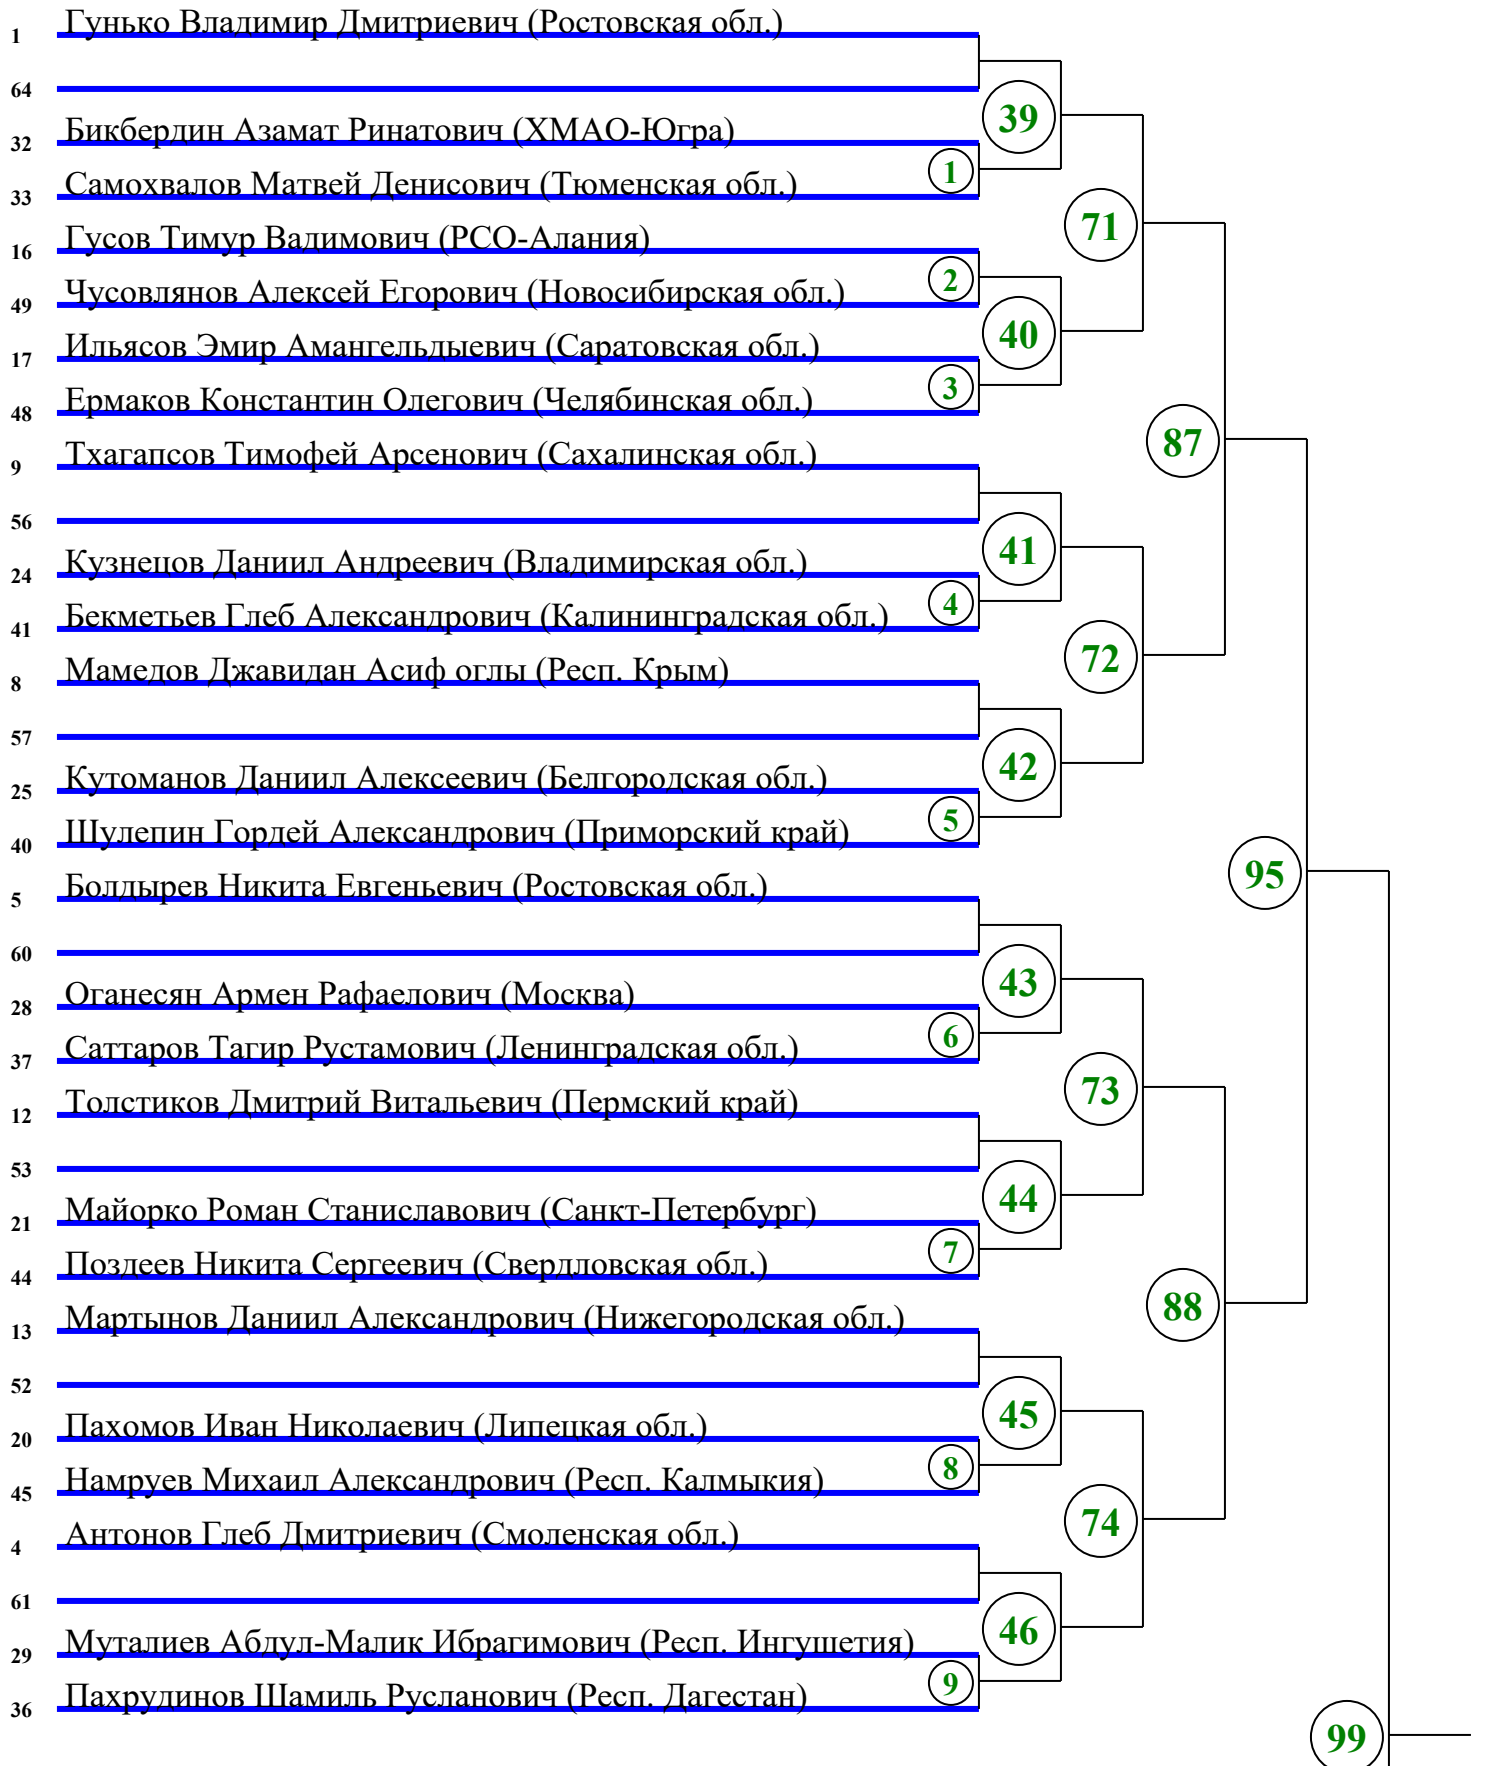 Гунько Владимир Дмитриевич (Ростовская обл.)
1
64
39
Бикбердин Азамат Ринатович (ХМАО-Югра)
32
1
Самохвалов Матвей Денисович (Тюменская обл.)
33
71
Гусов Тимур Вадимович (РСО-Алания)
16
2
Чусовлянов Алексей Егорович (Новосибирская обл.)
49
40
Ильясов Эмир Амангельдыевич (Саратовская обл.)
17
3
Ермаков Константин Олегович (Челябинская обл.)
48
87
Тхагапсов Тимофей Арсенович (Сахалинская обл.)
9
56
41
Кузнецов Даниил Андреевич (Владимирская обл.)
24
4
Бекметьев Глеб Александрович (Калининградская обл.)
41
72
Мамедов Джавидан Асиф оглы (Респ. Крым)
8
57
42
Кутоманов Даниил Алексеевич (Белгородская обл.)
25
5
Шулепин Гордей Александрович (Приморский край)
40
95
Болдырев Никита Евгеньевич (Ростовская обл.)
5
60
43
Оганесян Армен Рафаелович (Москва)
28
6
Саттаров Тагир Рустамович (Ленинградская обл.)
37
73
Толстиков Дмитрий Витальевич (Пермский край)
12
53
44
Майорко Роман Станиславович (Санкт-Петербург)
21
7
Поздеев Никита Сергеевич (Свердловская обл.)
44
88
Мартынов Даниил Александрович (Нижегородская обл.)
13
52
45
Пахомов Иван Николаевич (Липецкая обл.)
20
8
Намруев Михаил Александрович (Респ. Калмыкия)
45
74
Антонов Глеб Дмитриевич (Смоленская обл.)
4
61
46
Муталиев Абдул-Малик Ибрагимович (Респ. Ингушетия)
29
9
Пахрудинов Шамиль Русланович (Респ. Дагестан)
36
99